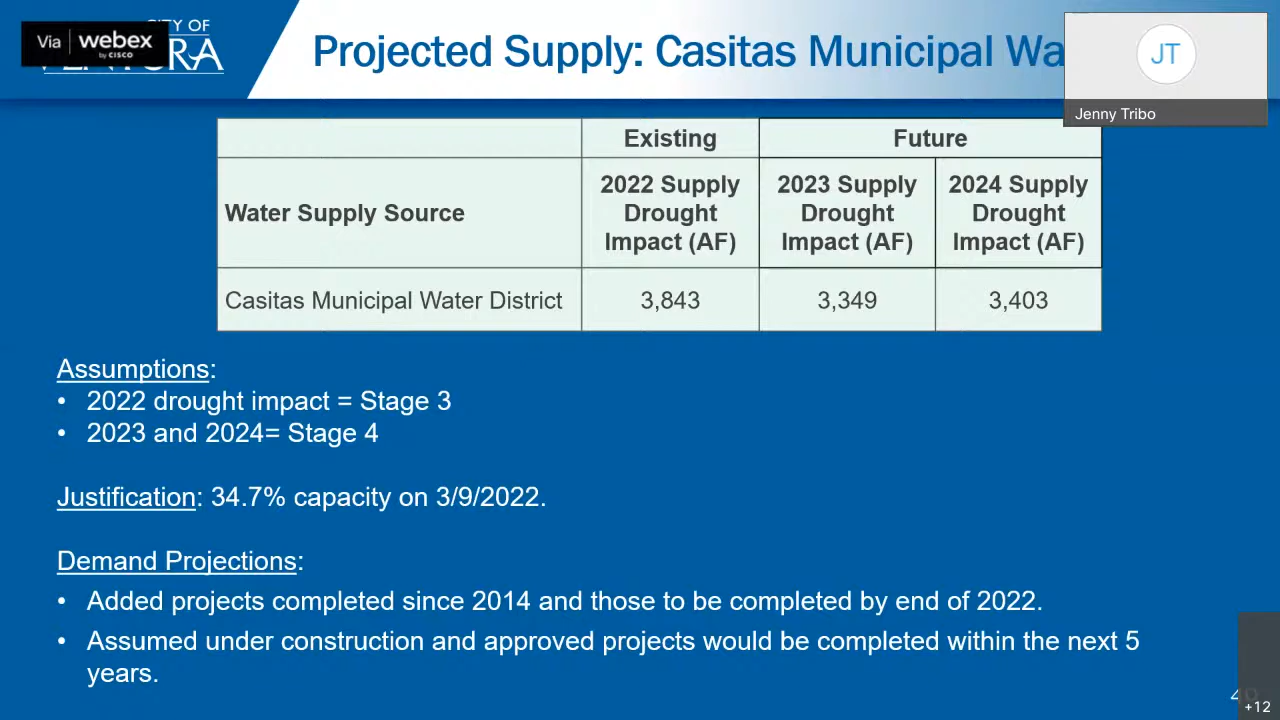 Via webex
by CISCO
CITY OF
VENTURA
Projected Supply: Casitas Municipal Wa
JT
Jenny Tribo
Existing Future
Water Supply Source 2022 Supply Drought Impact (AF) 2023 Supply Drought Impact (AF) 2024 Supply Drought Impact (AF)
Casitas Municipal Water District 3,843 3,349 3,403
Assumptions:
• 2022 drought impact = Stage 3
• 2023 and 2024= Stage 4
Justification: 34.7% capacity on 3/9/2022.
Demand Projections:
• Added projects completed since 2014 and those to be completed by end of 2022.
• Assumed under construction and approved projects would be completed within the next 5
years.
+12